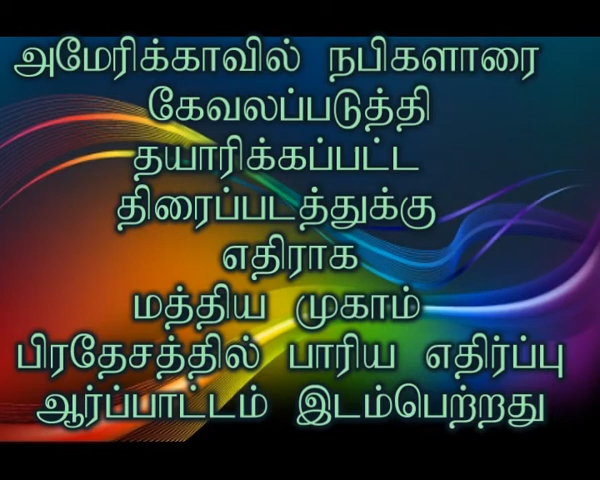 அமேரிக்காவில் நபிகளாரை
கேவலப்படுத்தி
தயாரிக்கப்பட்ட
திரைப்படத்துக்கு
எதிராக
மத்திய முகாம்
பிரதேசத்தில் பாரிய எதிர்ப்பு
ஆர்ப்பாட்டம் இடம்பெற்றது